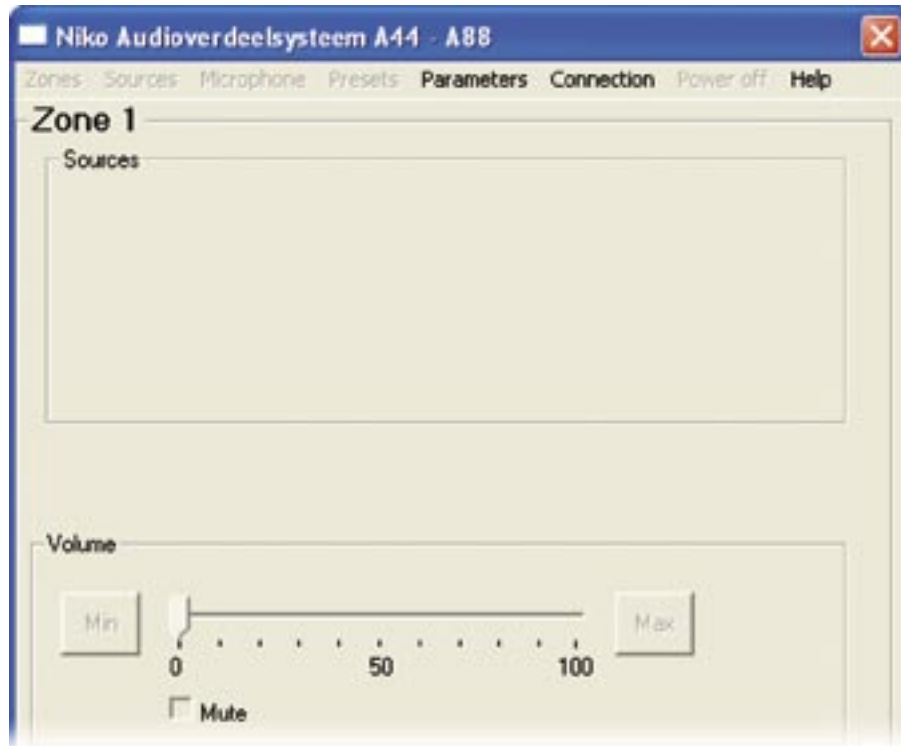 Niko Audioverdeelsysteem A44 - A88
Zones Sources Microphone Presets Parameters Connection Power off Help
Zone 1
Sources
Volume
Min Max
0 50 100
Mute